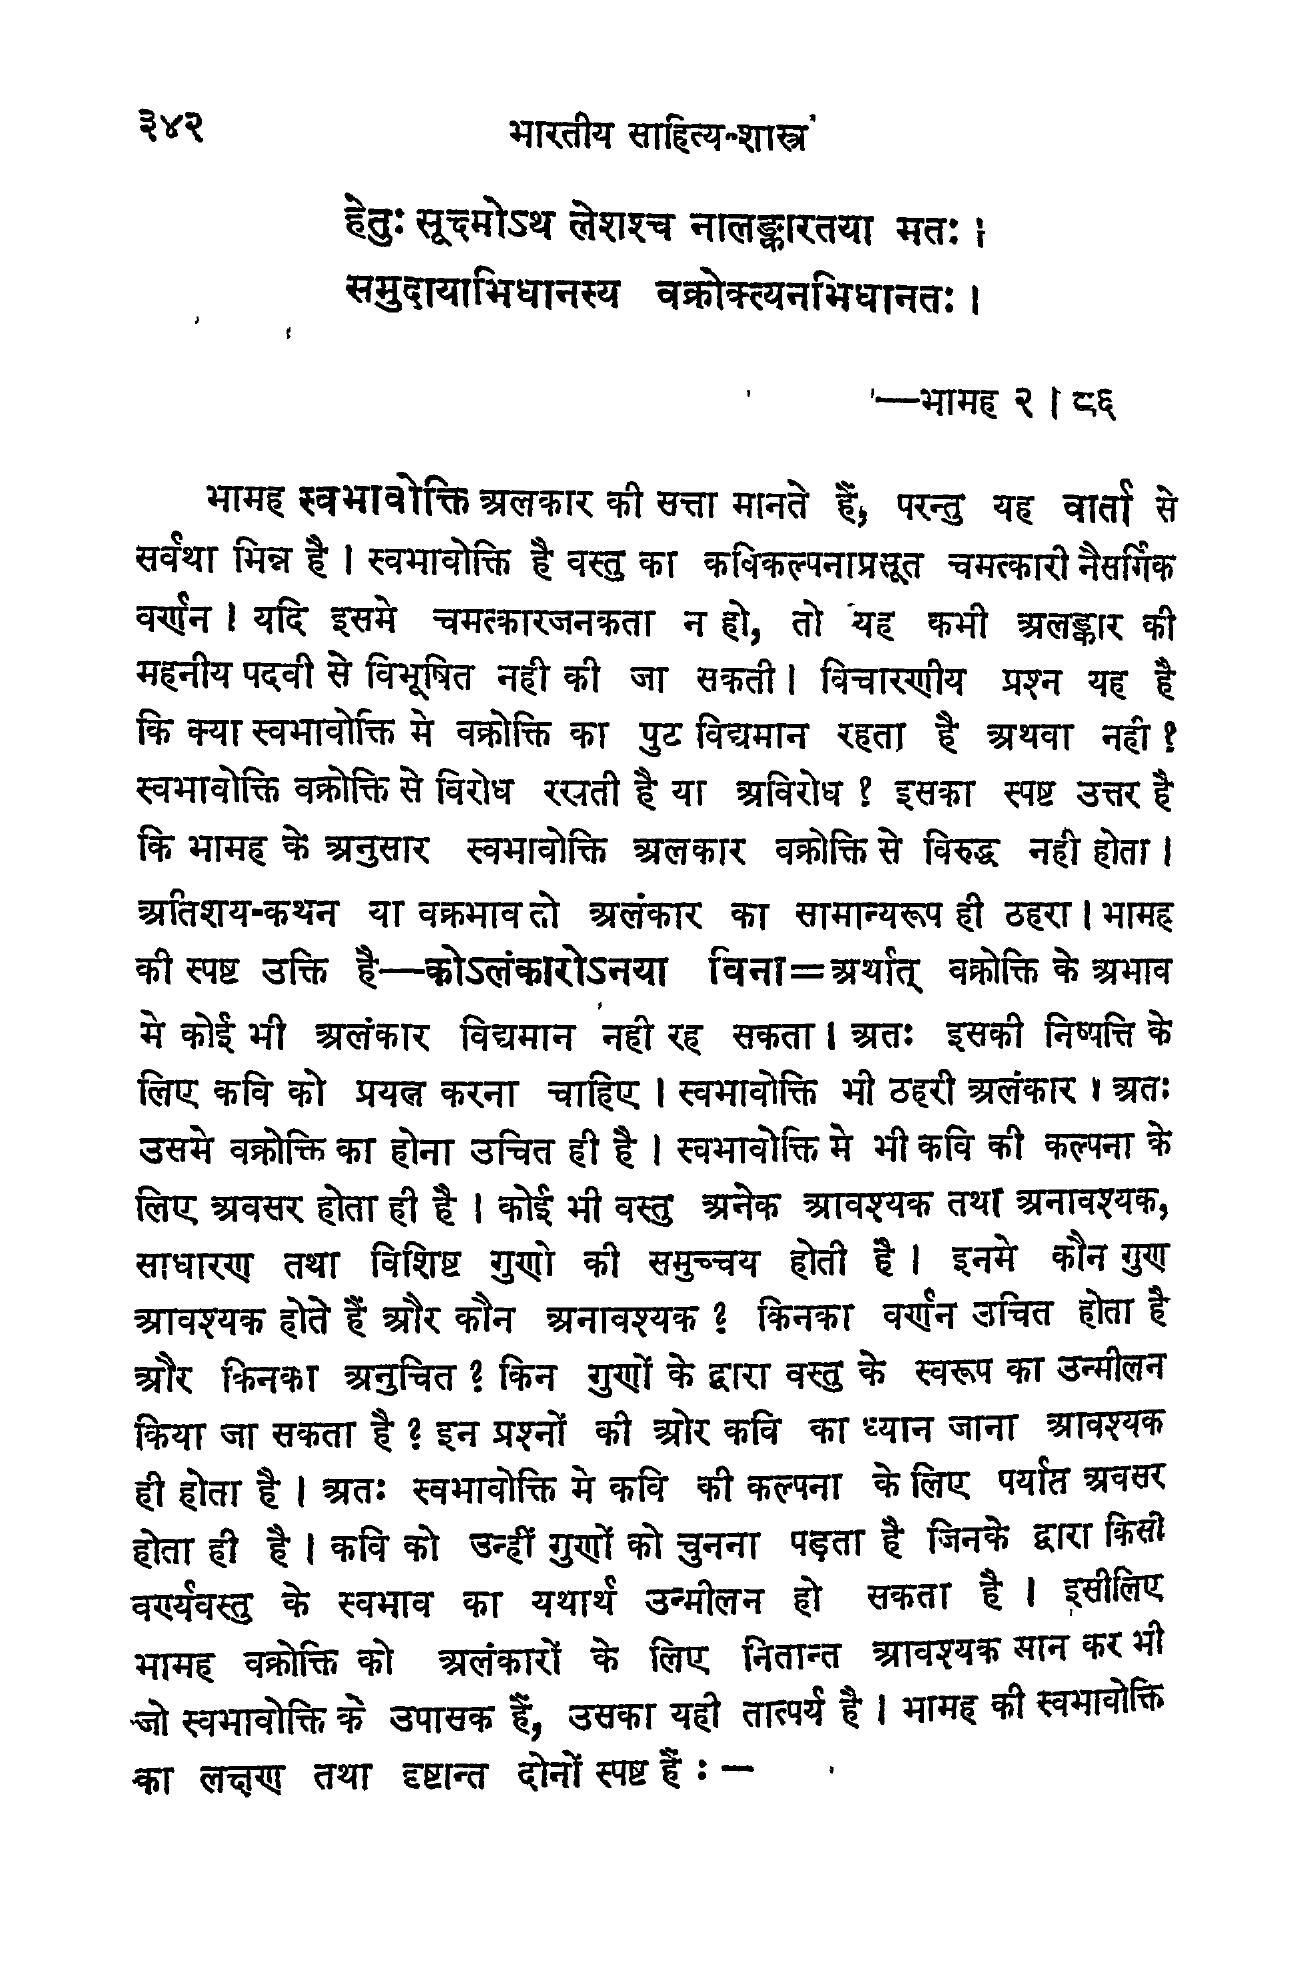 ३४२
भारतीय साहित्य-शास्त्र
हेतुः सूक्ष्मोऽथ लेशश्च नालङ्कारतया मतः ।
समुदायाभिधानस्य वक्रोक्त्यनभिधानतः ।
—भामह २ । ८६
भामह स्वभावोक्ति अलकार की सत्ता मानते हैं, परन्तु यह वार्ता से
सर्वथा भिन्न है । स्वभावोक्ति है वस्तु का कविकल्पनाप्रसूत चमत्कारी नैसर्गिक
वर्णन । यदि इसमे चमत्कारजनकता न हो, तो यह कभी अलङ्कार की
महनीय पदवी से विभूषित नही की जा सकती । विचारणीय प्रश्न यह है
कि क्या स्वभावोक्ति मे वक्रोक्ति का पुट विद्यमान रहता है अथवा नही ?
स्वभावोक्ति वक्रोक्ति से विरोध रखती है या अविरोध ? इसका स्पष्ट उत्तर है
कि भामह के अनुसार स्वभावोक्ति अलकार वक्रोक्ति से विरुद्ध नही होता ।
अतिशय-कथन या वक्रभाव तो अलंकार का सामान्यरूप ही ठहरा । भामह
की स्पष्ट उक्ति है—कोऽलंकारोऽनया विना=अर्थात् वक्रोक्ति के अभाव
मे कोई भी अलंकार विद्यमान नही रह सकता । अतः इसकी निष्पत्ति के
लिए कवि को प्रयत्न करना चाहिए । स्वभावोक्ति भी ठहरी अलंकार । अतः
उसमे वक्रोक्ति का होना उचित ही है । स्वभावोक्ति मे भी कवि की कल्पना के
लिए अवसर होता ही है । कोई भी वस्तु अनेक आवश्यक तथा अनावश्यक,
साधारण तथा विशिष्ट गुणो की समुच्चय होती है । इनमे कौन गुण
आवश्यक होते हैं और कौन अनावश्यक ? किनका वर्णन उचित होता है
और किनका अनुचित ? किन गुणों के द्वारा वस्तु के स्वरूप का उन्मीलन
किया जा सकता है ? इन प्रश्नों की ओर कवि का ध्यान जाना आवश्यक
ही होता है । अतः स्वभावोक्ति मे कवि की कल्पना के लिए पर्याप्त अवसर
होता ही है । कवि को उन्हीं गुणों को चुनना पड़ता है जिनके द्वारा किसी
वर्ण्यवस्तु के स्वभाव का यथार्थ उन्मीलन हो सकता है । इसीलिए
भामह वक्रोक्ति को अलंकारों के लिए नितान्त आवश्यक मान कर भी
जो स्वभावोक्ति के उपासक हैं, उसका यही तात्पर्य है । भामह की स्वभावोक्ति
का लक्षण तथा दृष्टान्त दोनों स्पष्ट हैं : —